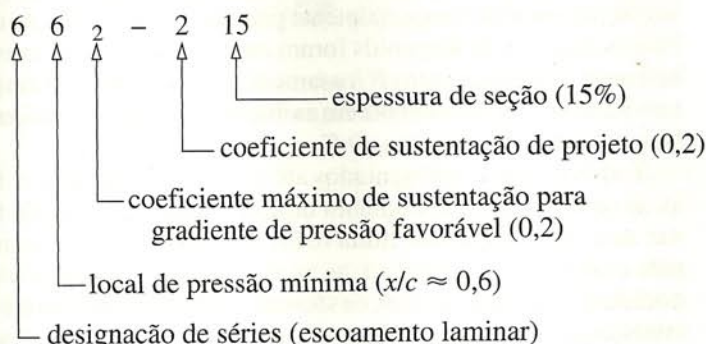 6 6 2 – 2 15
espessura de seção (15%)
coeficiente de sustentação de projeto (0,2)
coeficiente máximo de sustentação para
gradiente de pressão favorável (0,2)
local de pressão mínima (x/c ≈ 0,6)
designação de séries (escoamento laminar)